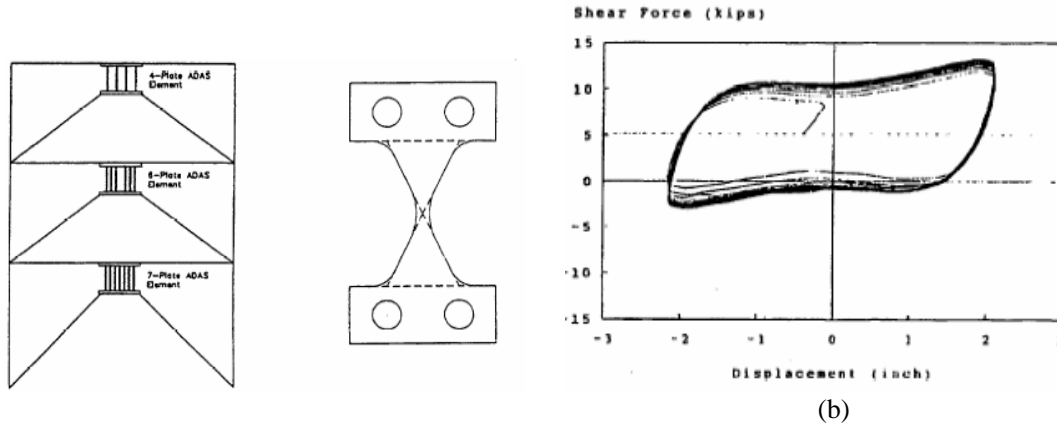 4-Plate ADAS
Element
6-Plate ADAS
Element
7-Plate ADAS
Element
Shear Force (kips)
15
10
5
0
-5
-10
-15
-3
-2
-1
0
1
2
Displacement (inch)
(b)